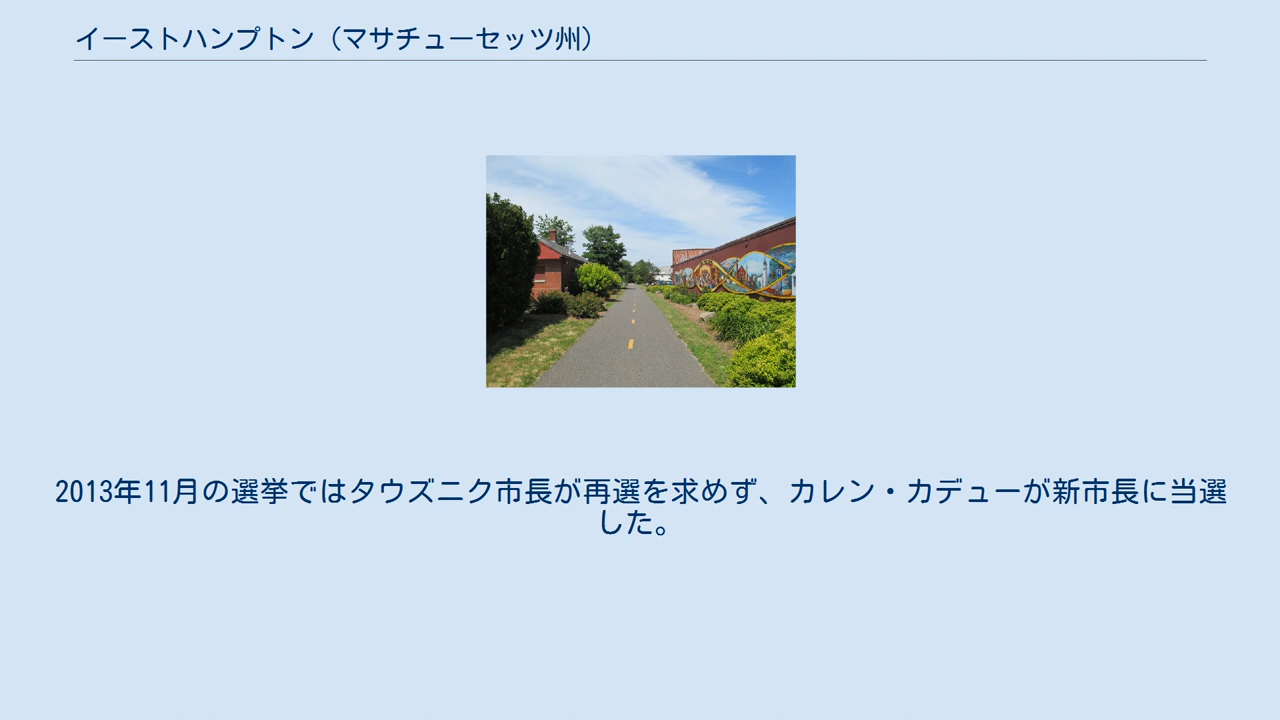 イーストハンプトン（マサチューセッツ州）
2013年11月の選挙ではタウズニク市長が再選を求めず、カレン・カデューが新市長に当選
した。